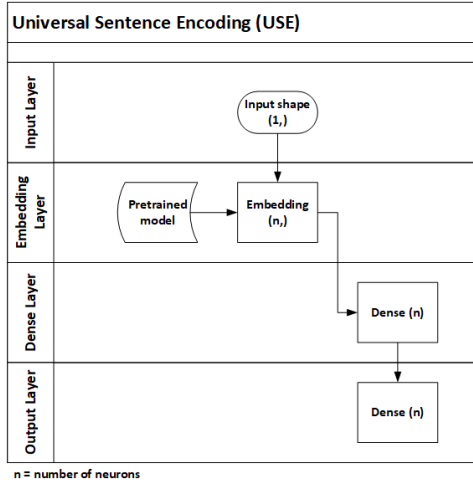 Universal Sentence Encoding (USE)
Input Layer
Input shape
(1,)
Embedding
Layer
Pretrained
model
Embedding
(n,)
Dense Layer
Dense (n)
Output Layer
Dense (n)
n = number of neurons